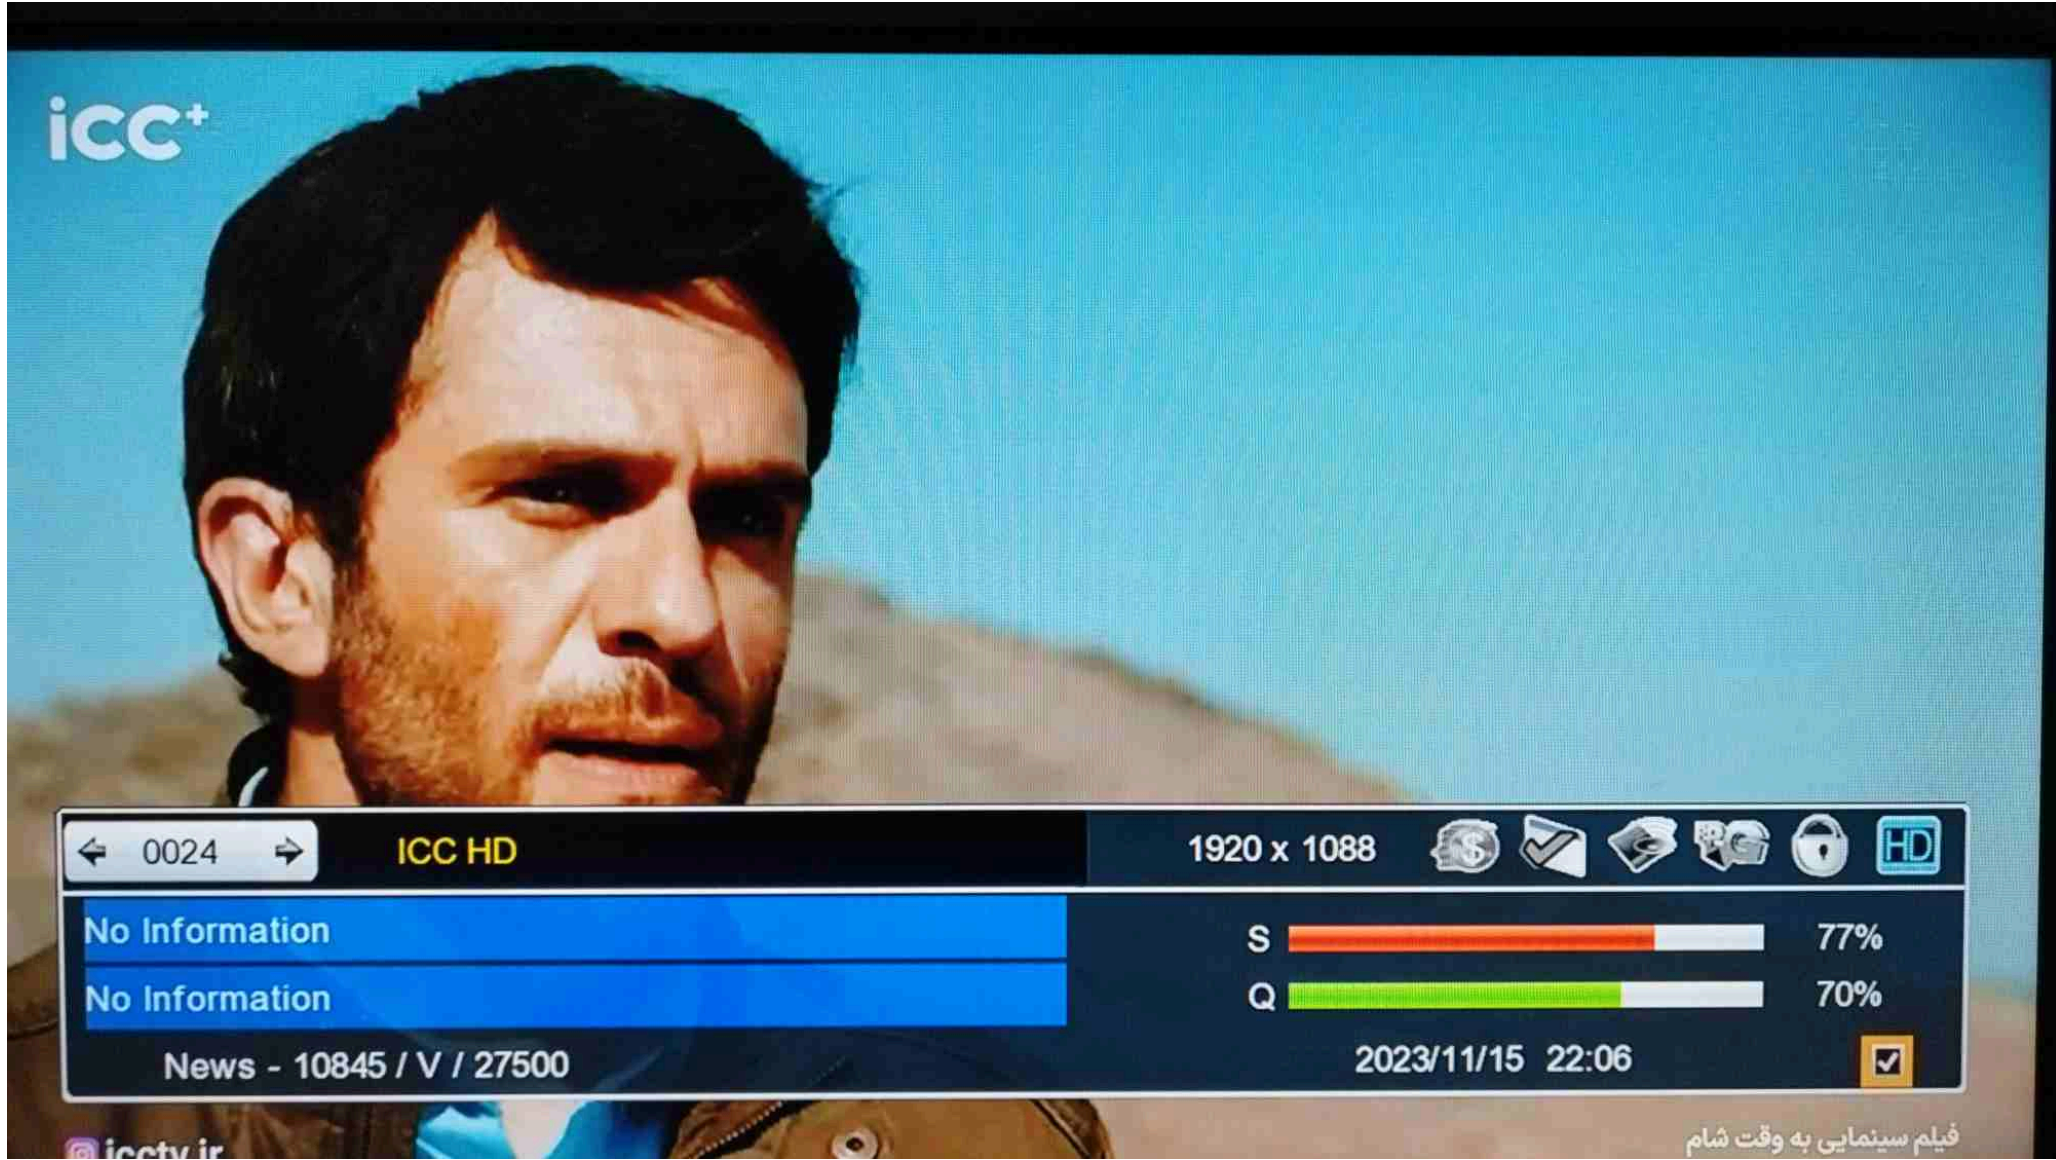 icc+
← 0024 →
ICC HD
1920 x 1088
HD
No Information
S 77%
No Information
Q 70%
News - 10845 / V / 27500
2023/11/15 22:06
فیلم سینمایی به وقت شام
icctv.ir